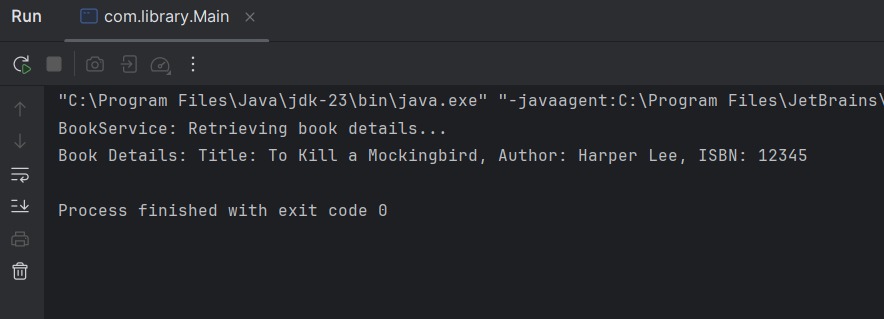 Run com.library.Main
"C:\Program Files\Java\jdk-23\bin\java.exe" "-javaagent:C:\Program Files\JetBrains\
BookService: Retrieving book details...
Book Details: Title: To Kill a Mockingbird, Author: Harper Lee, ISBN: 12345
Process finished with exit code 0